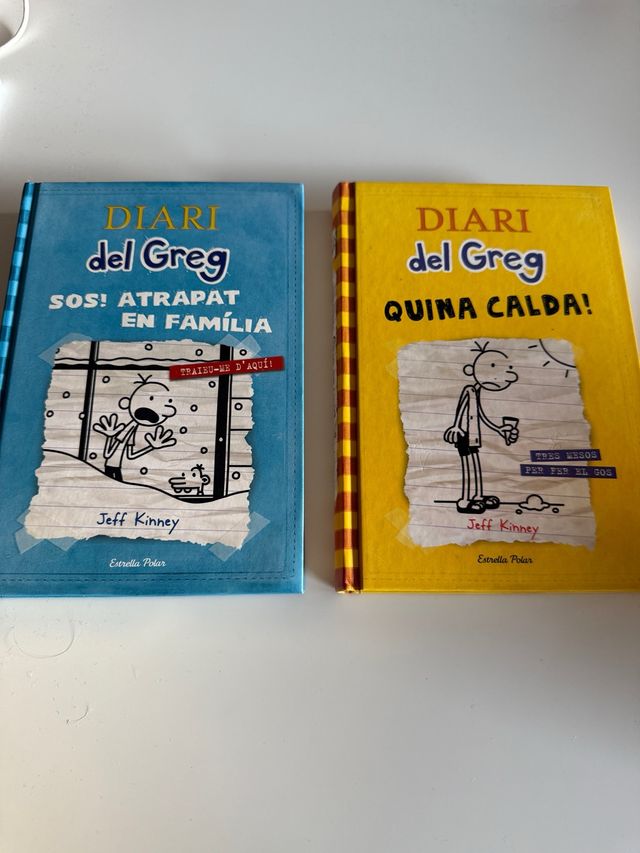 DIARI
del Greg
SOS! ATRAPAT
EN FAMÍLIA
TRAIEU-ME D'AQUÍ!
Jeff Kinney
Estrella Polar
DIARI
del Greg
QUINA CALDA!
TRES MESOS
PER FER EL GOS
Jeff Kinney
Estrella Polar